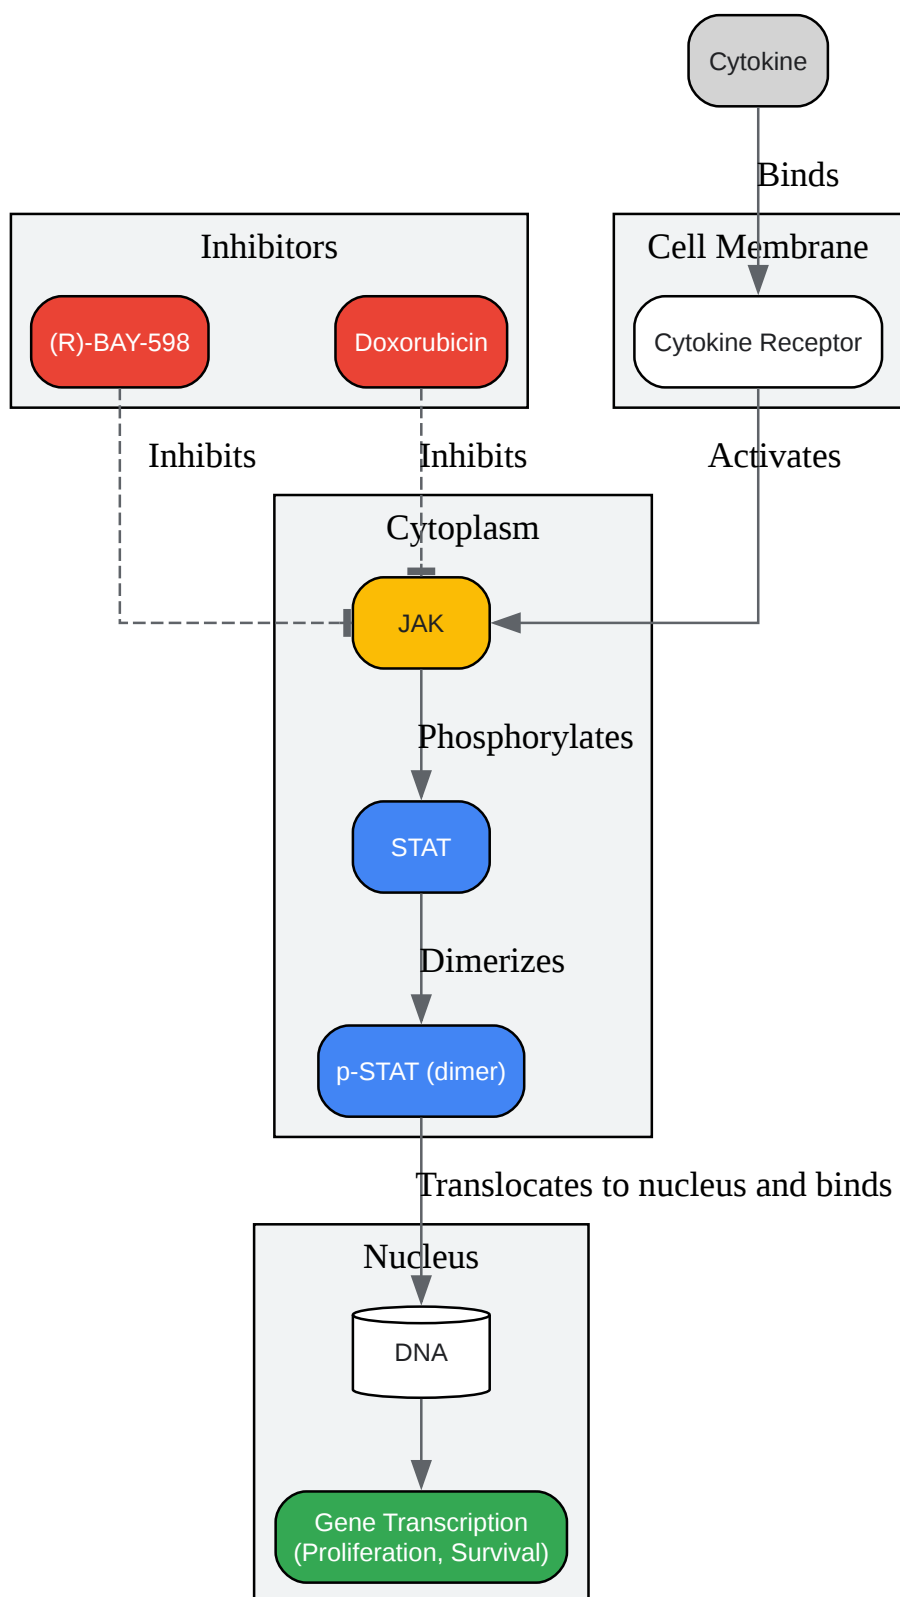 Cytokine
Binds
Inhibitors
Cell Membrane
(R)-BAY-598
Doxorubicin
Cytokine Receptor
Inhibits
Inhibits
Activates
Cytoplasm
JAK
Phosphorylates
STAT
Dimerizes
p-STAT (dimer)
Translocates to nucleus and binds
Nucleus
DNA
Gene Transcription
(Proliferation, Survival)